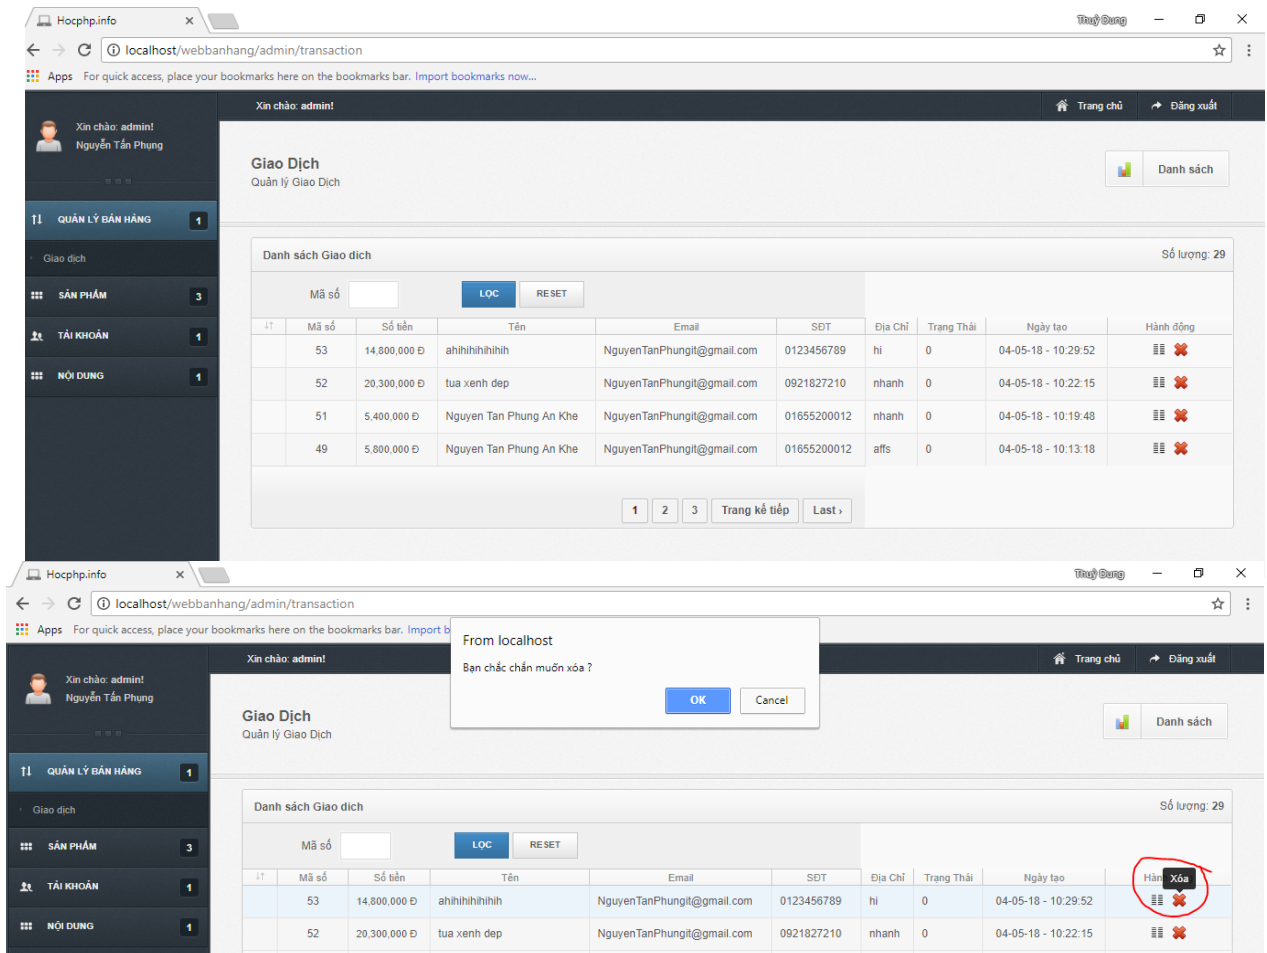 Hocphp.info
Thuỳ Dung
localhost/webbanhang/admin/transaction
Apps For quick access, place your bookmarks here on the bookmarks bar. Import bookmarks now...
Xin chào: admin!
Nguyễn Tấn Phụng
Xin chào: admin! Trang chủ Đăng xuất
Giao Dịch
Quản lý Giao Dịch
Danh sách
QUẢN LÝ BÁN HÀNG 1
Giao dịch
SẢN PHẨM 3
TÀI KHOẢN 1
NỘI DUNG 1
Danh sách Giao dich Số lượng: 29
Mã số LỌC RESET
Mã số Số tiền Tên Email SĐT Địa Chỉ Trạng Thái Ngày tạo Hành động
53 14,800,000 Đ ahihihihihihih NguyenTanPhungit@gmail.com 0123456789 hi 0 04-05-18 - 10:29:52
52 20,300,000 Đ tua xenh dep NguyenTanPhungit@gmail.com 0921827210 nhanh 0 04-05-18 - 10:22:15
51 5,400,000 Đ Nguyen Tan Phung An Khe NguyenTanPhungit@gmail.com 01655200012 nhanh 0 04-05-18 - 10:19:48
49 5,800,000 Đ Nguyen Tan Phung An Khe NguyenTanPhungit@gmail.com 01655200012 affs 0 04-05-18 - 10:13:18
1 2 3 Trang kế tiếp Last ›
Hocphp.info
Thuỳ Dung
localhost/webbanhang/admin/transaction
Apps For quick access, place your bookmarks here on the bookmarks bar. Import b
From localhost
Bạn chắc chắn muốn xóa ?
OK Cancel
Xin chào: admin!
Nguyễn Tấn Phụng
Xin chào: admin! Trang chủ Đăng xuất
Giao Dịch
Quản lý Giao Dịch
Danh sách
QUẢN LÝ BÁN HÀNG 1
Giao dịch
SẢN PHẨM 3
TÀI KHOẢN 1
NỘI DUNG 1
Danh sách Giao dich Số lượng: 29
Mã số LỌC RESET
Mã số Số tiền Tên Email SĐT Địa Chỉ Trạng Thái Ngày tạo Hàn
Xóa
53 14,800,000 Đ ahihihihihihih NguyenTanPhungit@gmail.com 0123456789 hi 0 04-05-18 - 10:29:52
52 20,300,000 Đ tua xenh dep NguyenTanPhungit@gmail.com 0921827210 nhanh 0 04-05-18 - 10:22:15